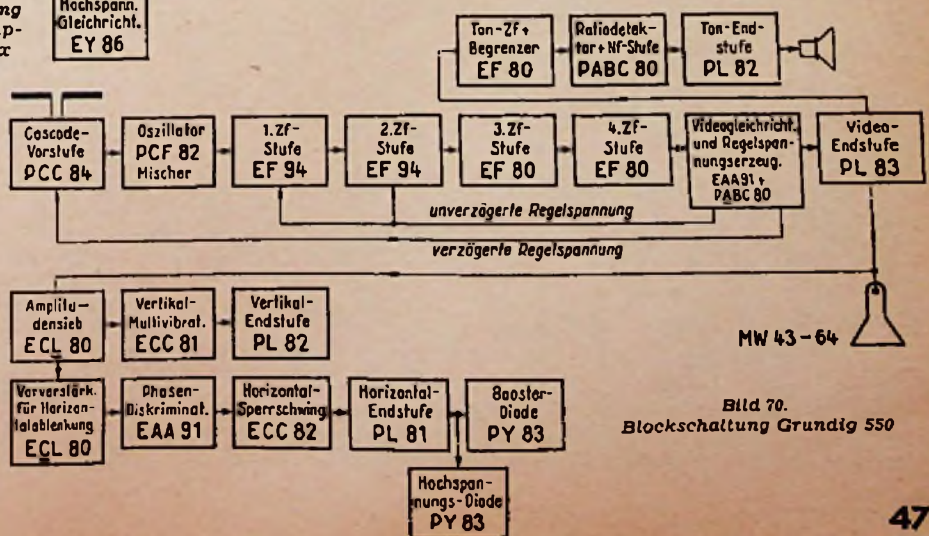 ng
p-
x
Hochspann.
Gleichricht.
EY 86
Ton-Zf+
Begrenzer
EF 80
Ratiodetek-
tor+Nf-Stufe
PABC 80
Ton-End-
stufe
PL 82
Cascode-
Vorstufe
PCC 84
Oszillator
PCF 82
Mischer
1.Zf-
Stufe
EF 94
2.Zf-
Stufe
EF 94
3.Zf-
Stufe
EF 80
4.Zf-
Stufe
EF 80
Videogleichricht.
und Regelspan-
nungserzeug.
EAA91+
PABC 80
Video-
Endstufe
PL 83
unverzögerte Regelspannung
verzögerte Regelspannung
Amplitu-
densieb
ECL 80
Vertikal-
Multivibrat.
ECC 81
Vertikal-
Endstufe
PL 82
MW 43-64
Vorverstärk.
für Horizon-
talablenkung
ECL 80
Phasen-
Diskriminat.
EAA 91
Horizontal-
Sperrschwing.
ECC 82
Horizontal-
Endstufe
PL 81
Booster-
Diode
PY 83
Hochspan-
nungs-Diode
PY 83
Bild 70.
Blockschaltung Grundig 550
47